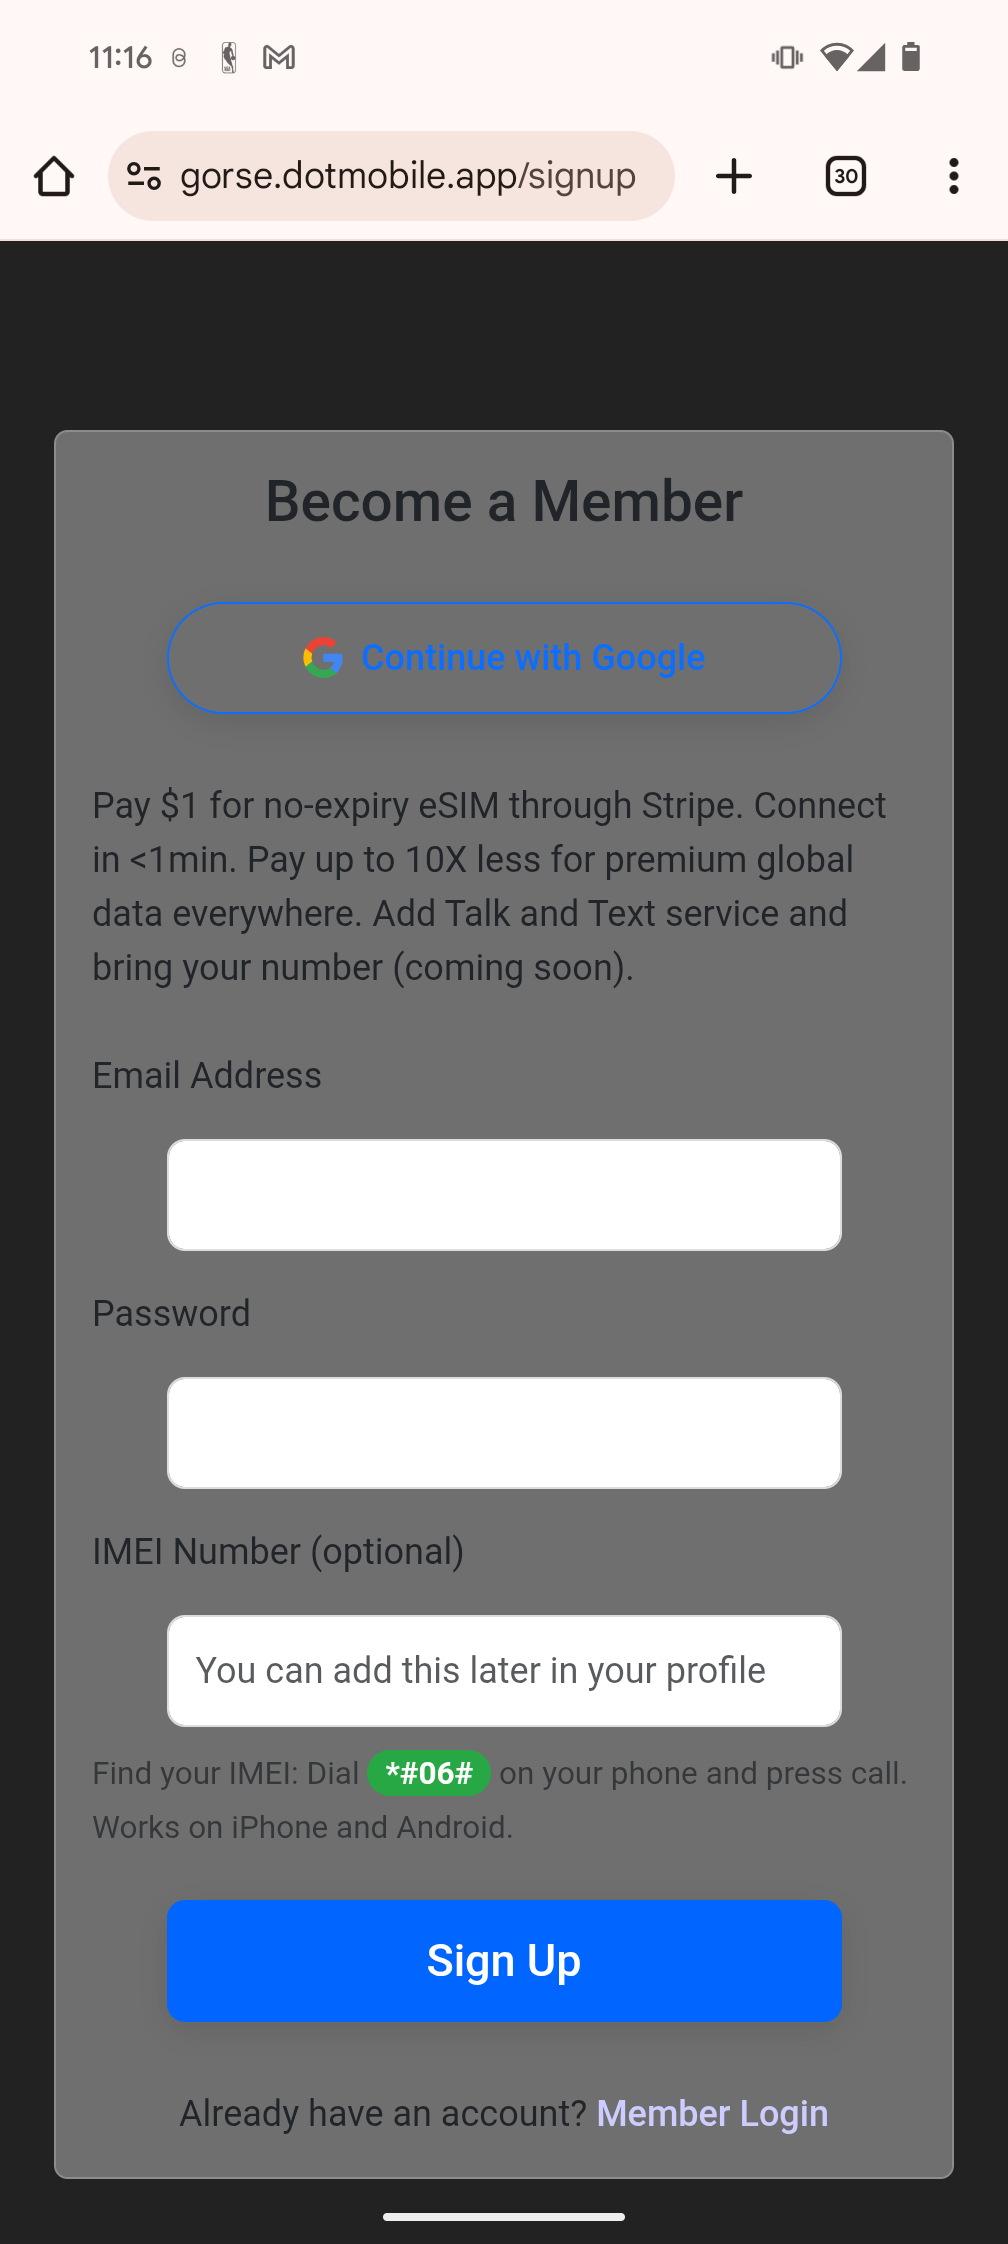 11:16
gorse.dotmobile.app/signup
30
Become a Member
Continue with Google
Pay $1 for no-expiry eSIM through Stripe. Connect
in <1min. Pay up to 10X less for premium global
data everywhere. Add Talk and Text service and
bring your number (coming soon).
Email Address
Password
IMEI Number (optional)
You can add this later in your profile
Find your IMEI: Dial *#06# on your phone and press call.
Works on iPhone and Android.
Sign Up
Already have an account? Member Login